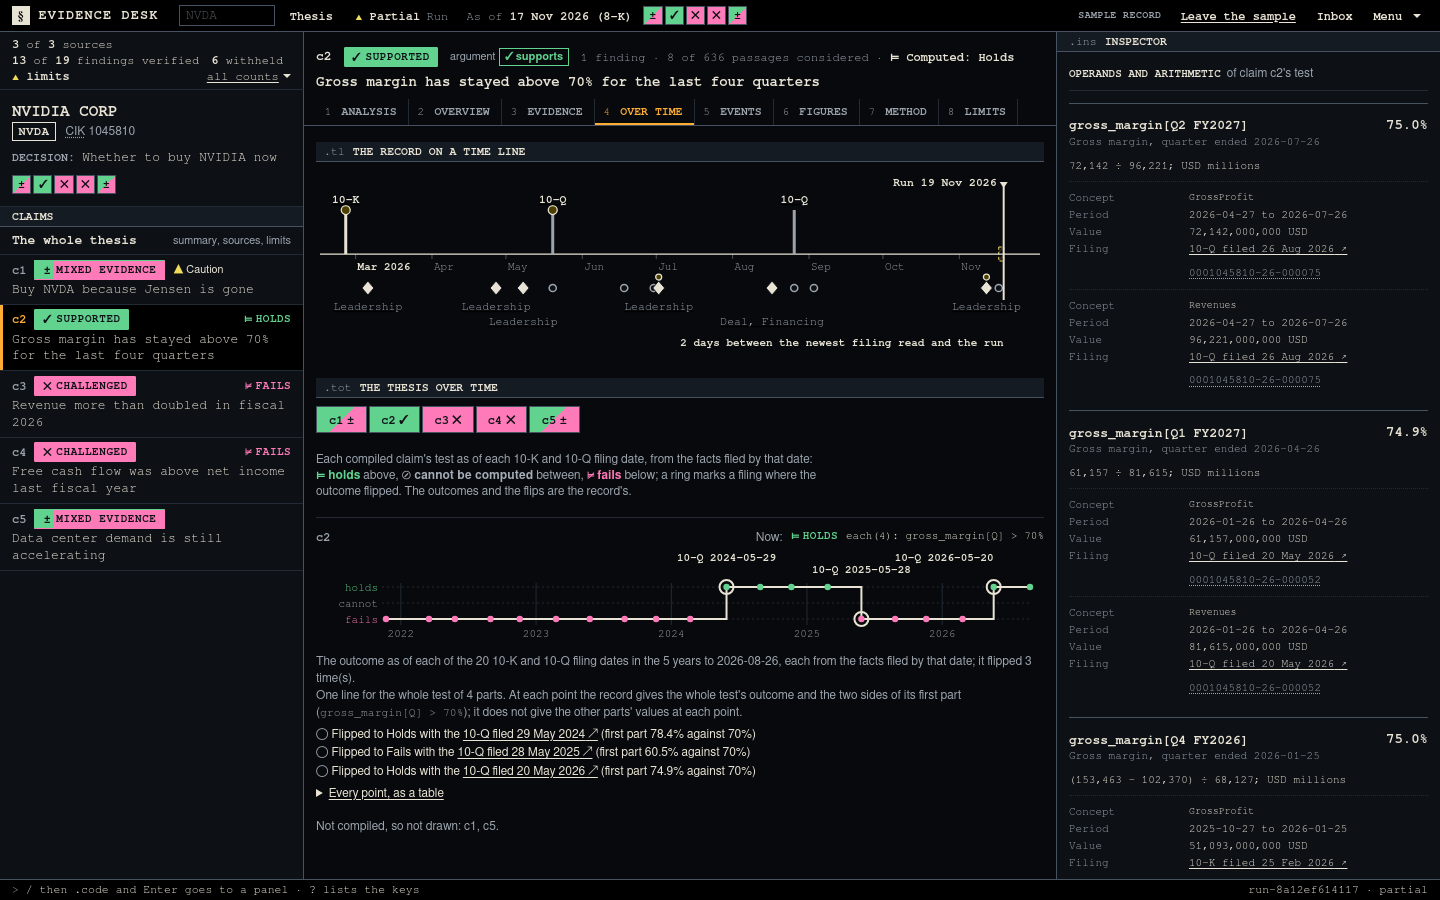 § EVIDENCE DESK NVDA Thesis ▲ Partial Run As of 17 Nov 2026 (8-K) ± ✓ ✕ ✕ ± SAMPLE RECORD Leave the sample Inbox Menu
3 of 3 sources
13 of 19 findings verified 6 withheld
▲ limits all counts
NVIDIA CORP
NVDA CIK 1045810
DECISION: Whether to buy NVIDIA now
± ✓ ✕ ✕ ±
CLAIMS
The whole thesis summary, sources, limits
c1 ± MIXED EVIDENCE ▲ Caution
Buy NVDA because Jensen is gone
c2 ✓ SUPPORTED ⊨ HOLDS
Gross margin has stayed above 70%
for the last four quarters
c3 ✕ CHALLENGED ⊭ FAILS
Revenue more than doubled in fiscal
2026
c4 ✕ CHALLENGED ⊭ FAILS
Free cash flow was above net income
last fiscal year
c5 ± MIXED EVIDENCE
Data center demand is still
accelerating
c2 ✓ SUPPORTED argument ✓ supports 1 finding · 8 of 636 passages considered · ⊨ Computed: Holds
Gross margin has stayed above 70% for the last four quarters
1 ANALYSIS 2 OVERVIEW 3 EVIDENCE 4 OVER TIME 5 EVENTS 6 FIGURES 7 METHOD 8 LIMITS
.tl THE RECORD ON A TIME LINE
Run 19 Nov 2026
10-K 10-Q 10-Q
Mar 2026 Apr May Jun Jul Aug Sep Oct Nov
Leadership Leadership Leadership Leadership
Leadership Deal, Financing
2 days between the newest filing read and the run
.tot THE THESIS OVER TIME
c1 ± c2 ✓ c3 ✕ c4 ✕ c5 ±
Each compiled claim's test as of each 10-K and 10-Q filing date, from the facts filed by that date:
⊨ holds above, ⊘ cannot be computed between, ⊭ fails below; a ring marks a filing where the
outcome flipped. The outcomes and the flips are the record's.
c2 Now: ⊨ HOLDS each(4): gross_margin[Q] > 70%
10-Q 2024-05-29 10-Q 2026-05-20
10-Q 2025-05-28
holds
cannot
fails
2022 2023 2024 2025 2026
The outcome as of each of the 20 10-K and 10-Q filing dates in the 5 years to 2026-08-26, each from the facts filed by that date; it flipped 3
time(s).
One line for the whole test of 4 parts. At each point the record gives the whole test's outcome and the two sides of its first part
(gross_margin[Q] > 70%); it does not give the other parts' values at each point.
Flipped to Holds with the 10-Q filed 29 May 2024 ↗ (first part 78.4% against 70%)
Flipped to Fails with the 10-Q filed 28 May 2025 ↗ (first part 60.5% against 70%)
Flipped to Holds with the 10-Q filed 20 May 2026 ↗ (first part 74.9% against 70%)
▶ Every point, as a table
Not compiled, so not drawn: c1, c5.
.ins INSPECTOR
OPERANDS AND ARITHMETIC of claim c2's test
gross_margin[Q2 FY2027] 75.0%
Gross margin, quarter ended 2026-07-26
72,142 ÷ 96,221; USD millions
Concept GrossProfit
Period 2026-04-27 to 2026-07-26
Value 72,142,000,000 USD
Filing 10-Q filed 26 Aug 2026 ↗
0001045810-26-000075
Concept Revenues
Period 2026-04-27 to 2026-07-26
Value 96,221,000,000 USD
Filing 10-Q filed 26 Aug 2026 ↗
0001045810-26-000075
gross_margin[Q1 FY2027] 74.9%
Gross margin, quarter ended 2026-04-26
61,157 ÷ 81,615; USD millions
Concept GrossProfit
Period 2026-01-26 to 2026-04-26
Value 61,157,000,000 USD
Filing 10-Q filed 20 May 2026 ↗
0001045810-26-000052
Concept Revenues
Period 2026-01-26 to 2026-04-26
Value 81,615,000,000 USD
Filing 10-Q filed 20 May 2026 ↗
0001045810-26-000052
gross_margin[Q4 FY2026] 75.0%
Gross margin, quarter ended 2026-01-25
(153,463 − 102,370) ÷ 68,127; USD millions
Concept GrossProfit
Period 2025-10-27 to 2026-01-25
Value 51,093,000,000 USD
Filing 10-K filed 25 Feb 2026 ↗
> / then .code and Enter goes to a panel · ? lists the keys run-8a12ef614117 · partial